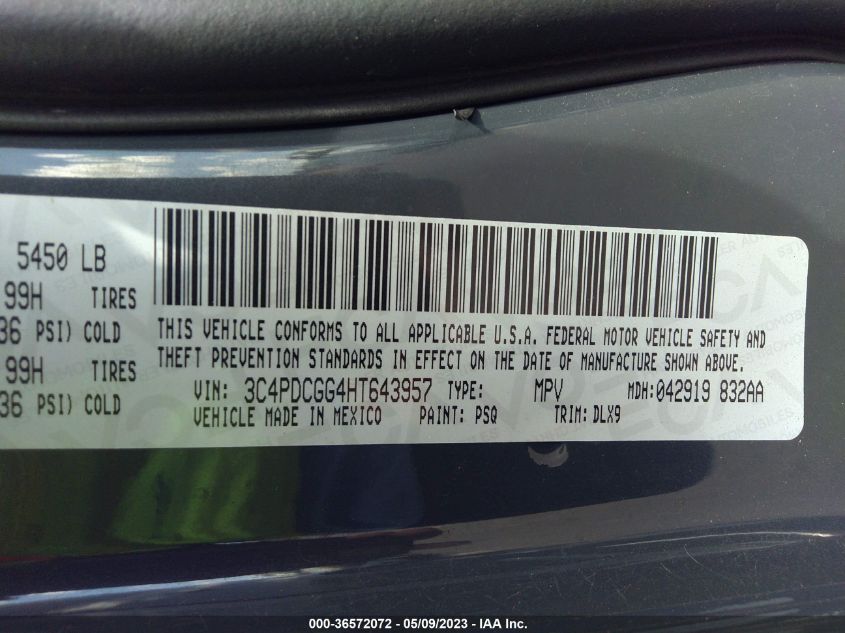 5450 LB
99H TIRES
36 PSI) COLD
99H TIRES
36 PSI) COLD
THIS VEHICLE CONFORMS TO ALL APPLICABLE U.S.A. FEDERAL MOTOR VEHICLE SAFETY AND
THEFT PREVENTION STANDARDS IN EFFECT ON THE DATE OF MANUFACTURE SHOWN ABOVE.
VIN: 3C4PDCGG4HT643957 TYPE: MPV MDH: 042919 832AA
VEHICLE MADE IN MEXICO PAINT: PSQ TRIM: DLX9
000-36572072 / 05/09/2023 - © IAA Inc.